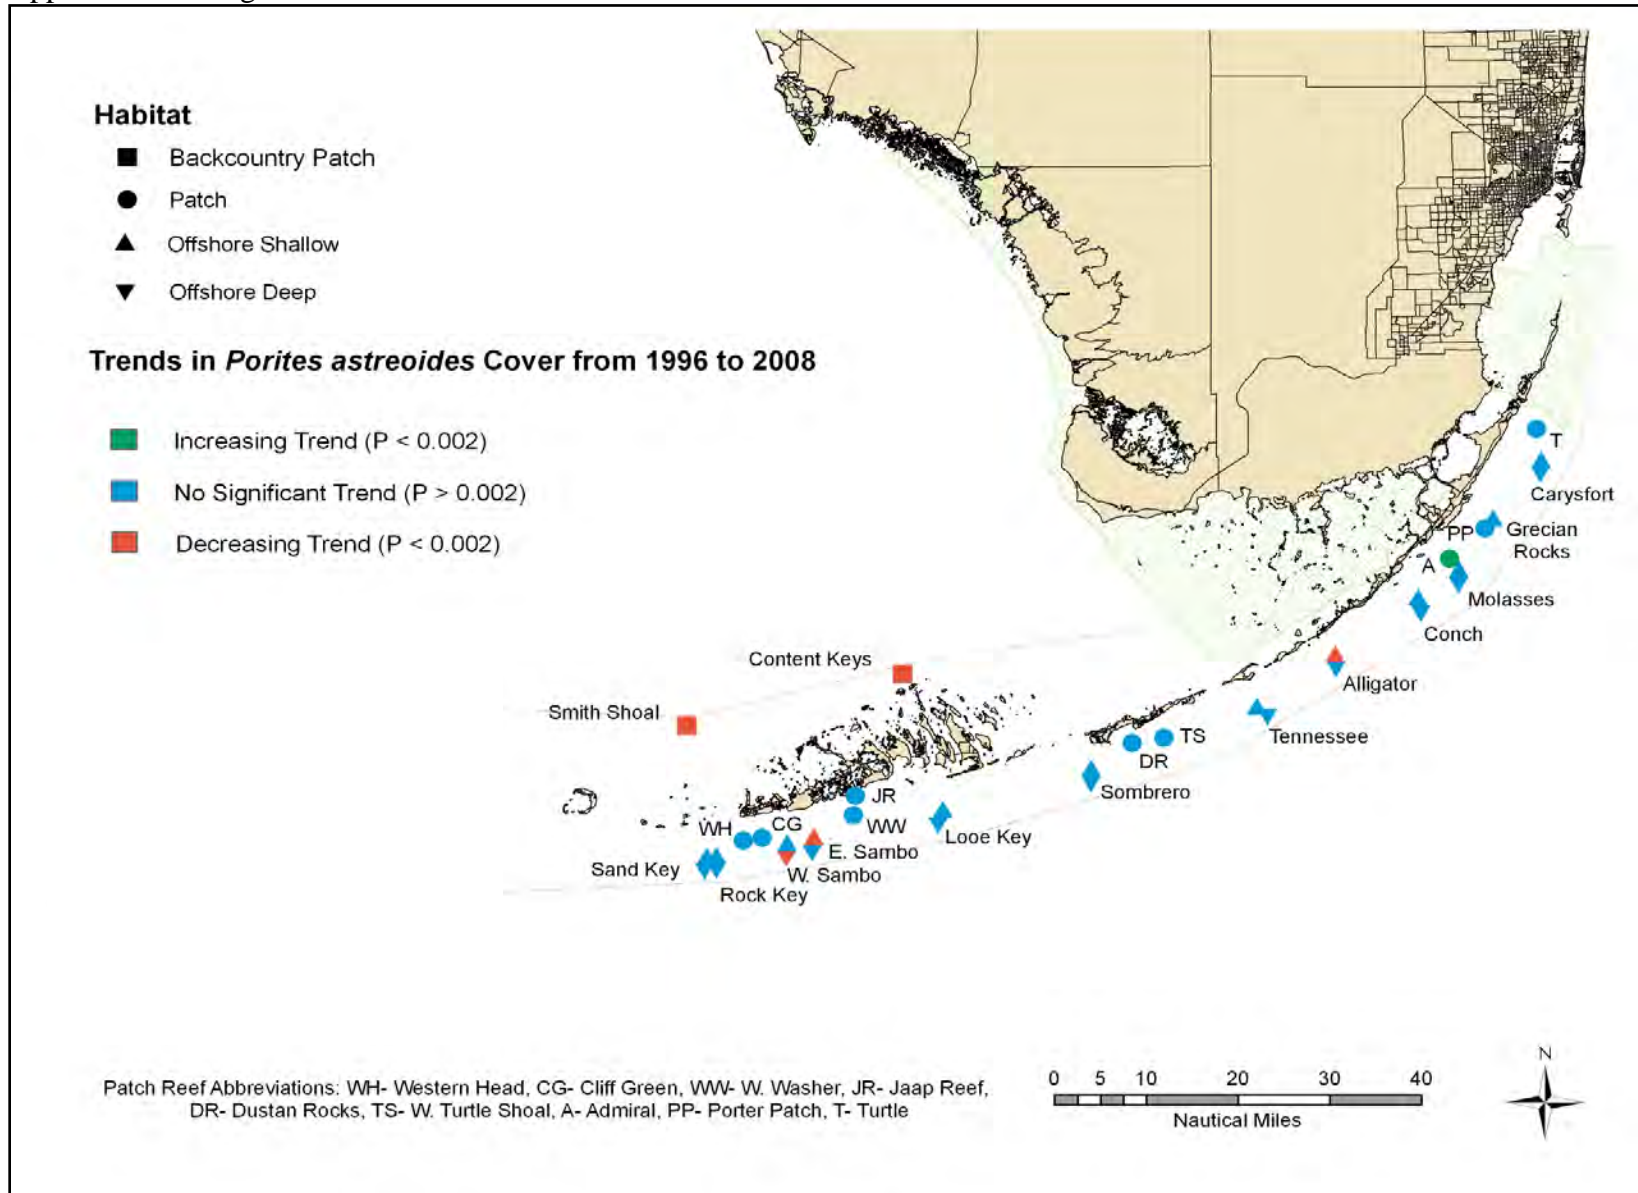 Habitat
Backcountry Patch
Patch
Offshore Shallow
Offshore Deep
Trends in Porites astreoides Cover from 1996 to 2008
Increasing Trend (P < 0.002)
No Significant Trend (P > 0.002)
Decreasing Trend (P < 0.002)
T
Carysfort
PP
Grecian
Rocks
A
Molasses
Conch
Content Keys
Alligator
Smith Shoal
TS
Tennessee
DR
Sombrero
JR
WH
CG
WW
Looe Key
E. Sambo
Sand Key
W. Sambo
Rock Key
N
Patch Reef Abbreviations: WH- Western Head, CG- Cliff Green, WW- W. Washer, JR- Jaap Reef,
DR- Dustan Rocks, TS- W. Turtle Shoal, A- Admiral, PP- Porter Patch, T- Turtle
0 5 10 20 30 40
Nautical Miles